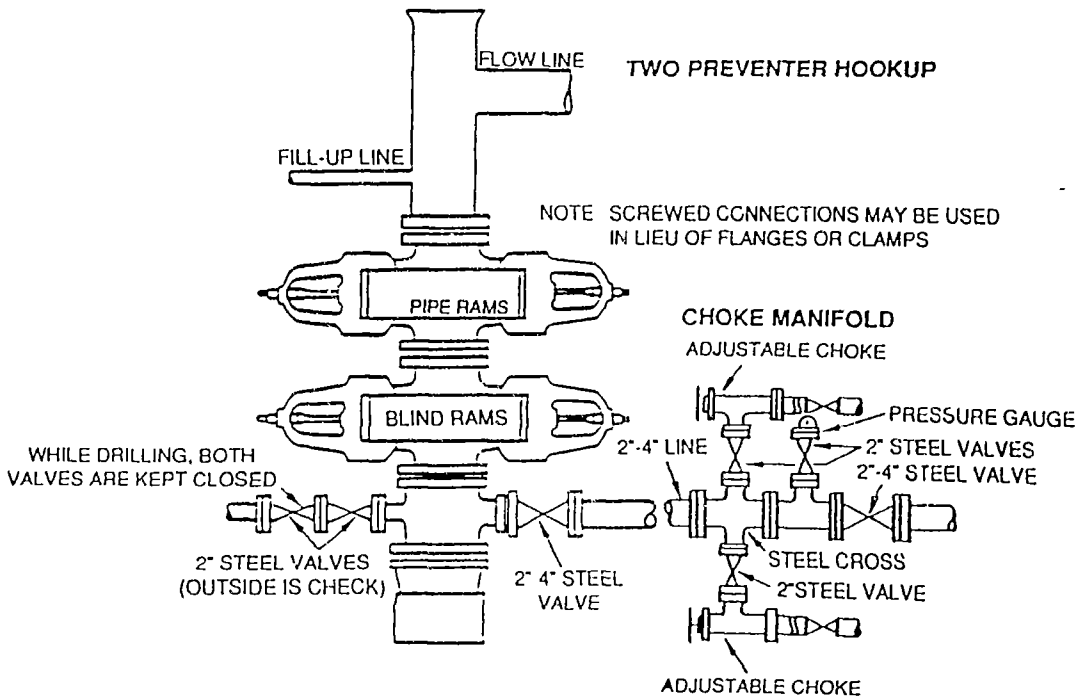 FLOW LINE
TWO PREVENTER HOOKUP
FILL-UP LINE
NOTE SCREWED CONNECTIONS MAY BE USED
IN LIEU OF FLANGES OR CLAMPS
PIPE RAMS
CHOKE MANIFOLD
ADJUSTABLE CHOKE
BLIND RAMS
PRESSURE GAUGE
2"-4" LINE
2" STEEL VALVES
2"-4" STEEL VALVE
WHILE DRILLING, BOTH
VALVES ARE KEPT CLOSED
2" STEEL VALVES
(OUTSIDE IS CHECK)
2" 4" STEEL
VALVE
STEEL CROSS
2" STEEL VALVE
ADJUSTABLE CHOKE